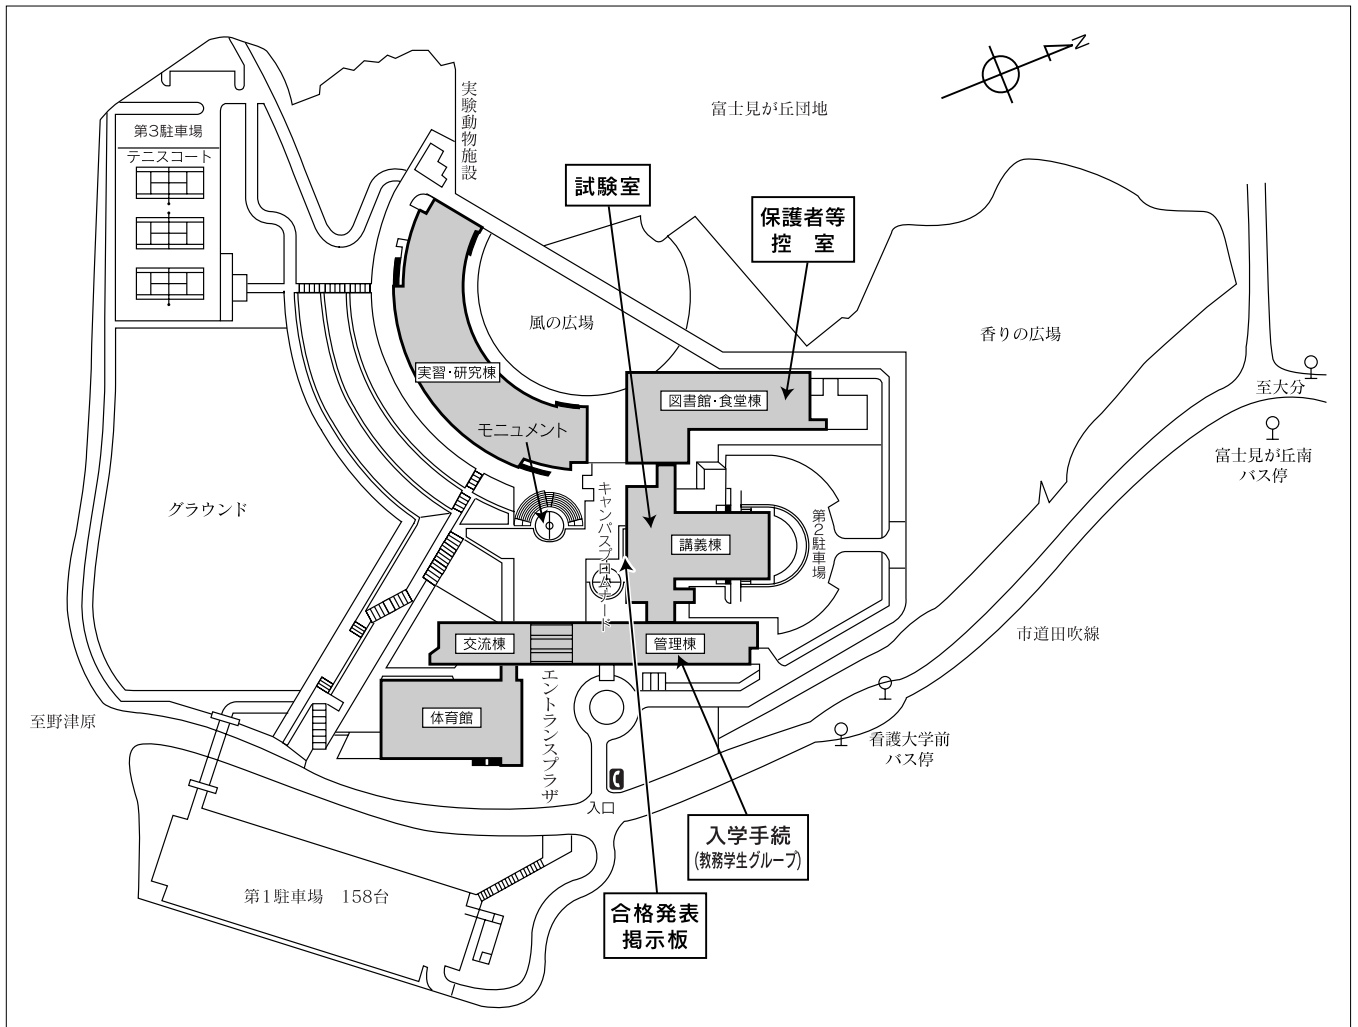 N
実験動物施設
富士見が丘団地
第3駐車場
テニスコート
試験室
保護者等
控　室
風の広場
香りの広場
実習・研究棟
図書館・食堂棟
至大分
モニュメント
富士見が丘南
バス停
キャンパスプロムナード
グラウンド
講義棟
第2駐車場
市道田吹線
交流棟
管理棟
エントランスプラザ
体育館
至野津原
看護大学前
バス停
入口
入学手続
(教務学生グループ)
第1駐車場　158台
合格発表
掲示板